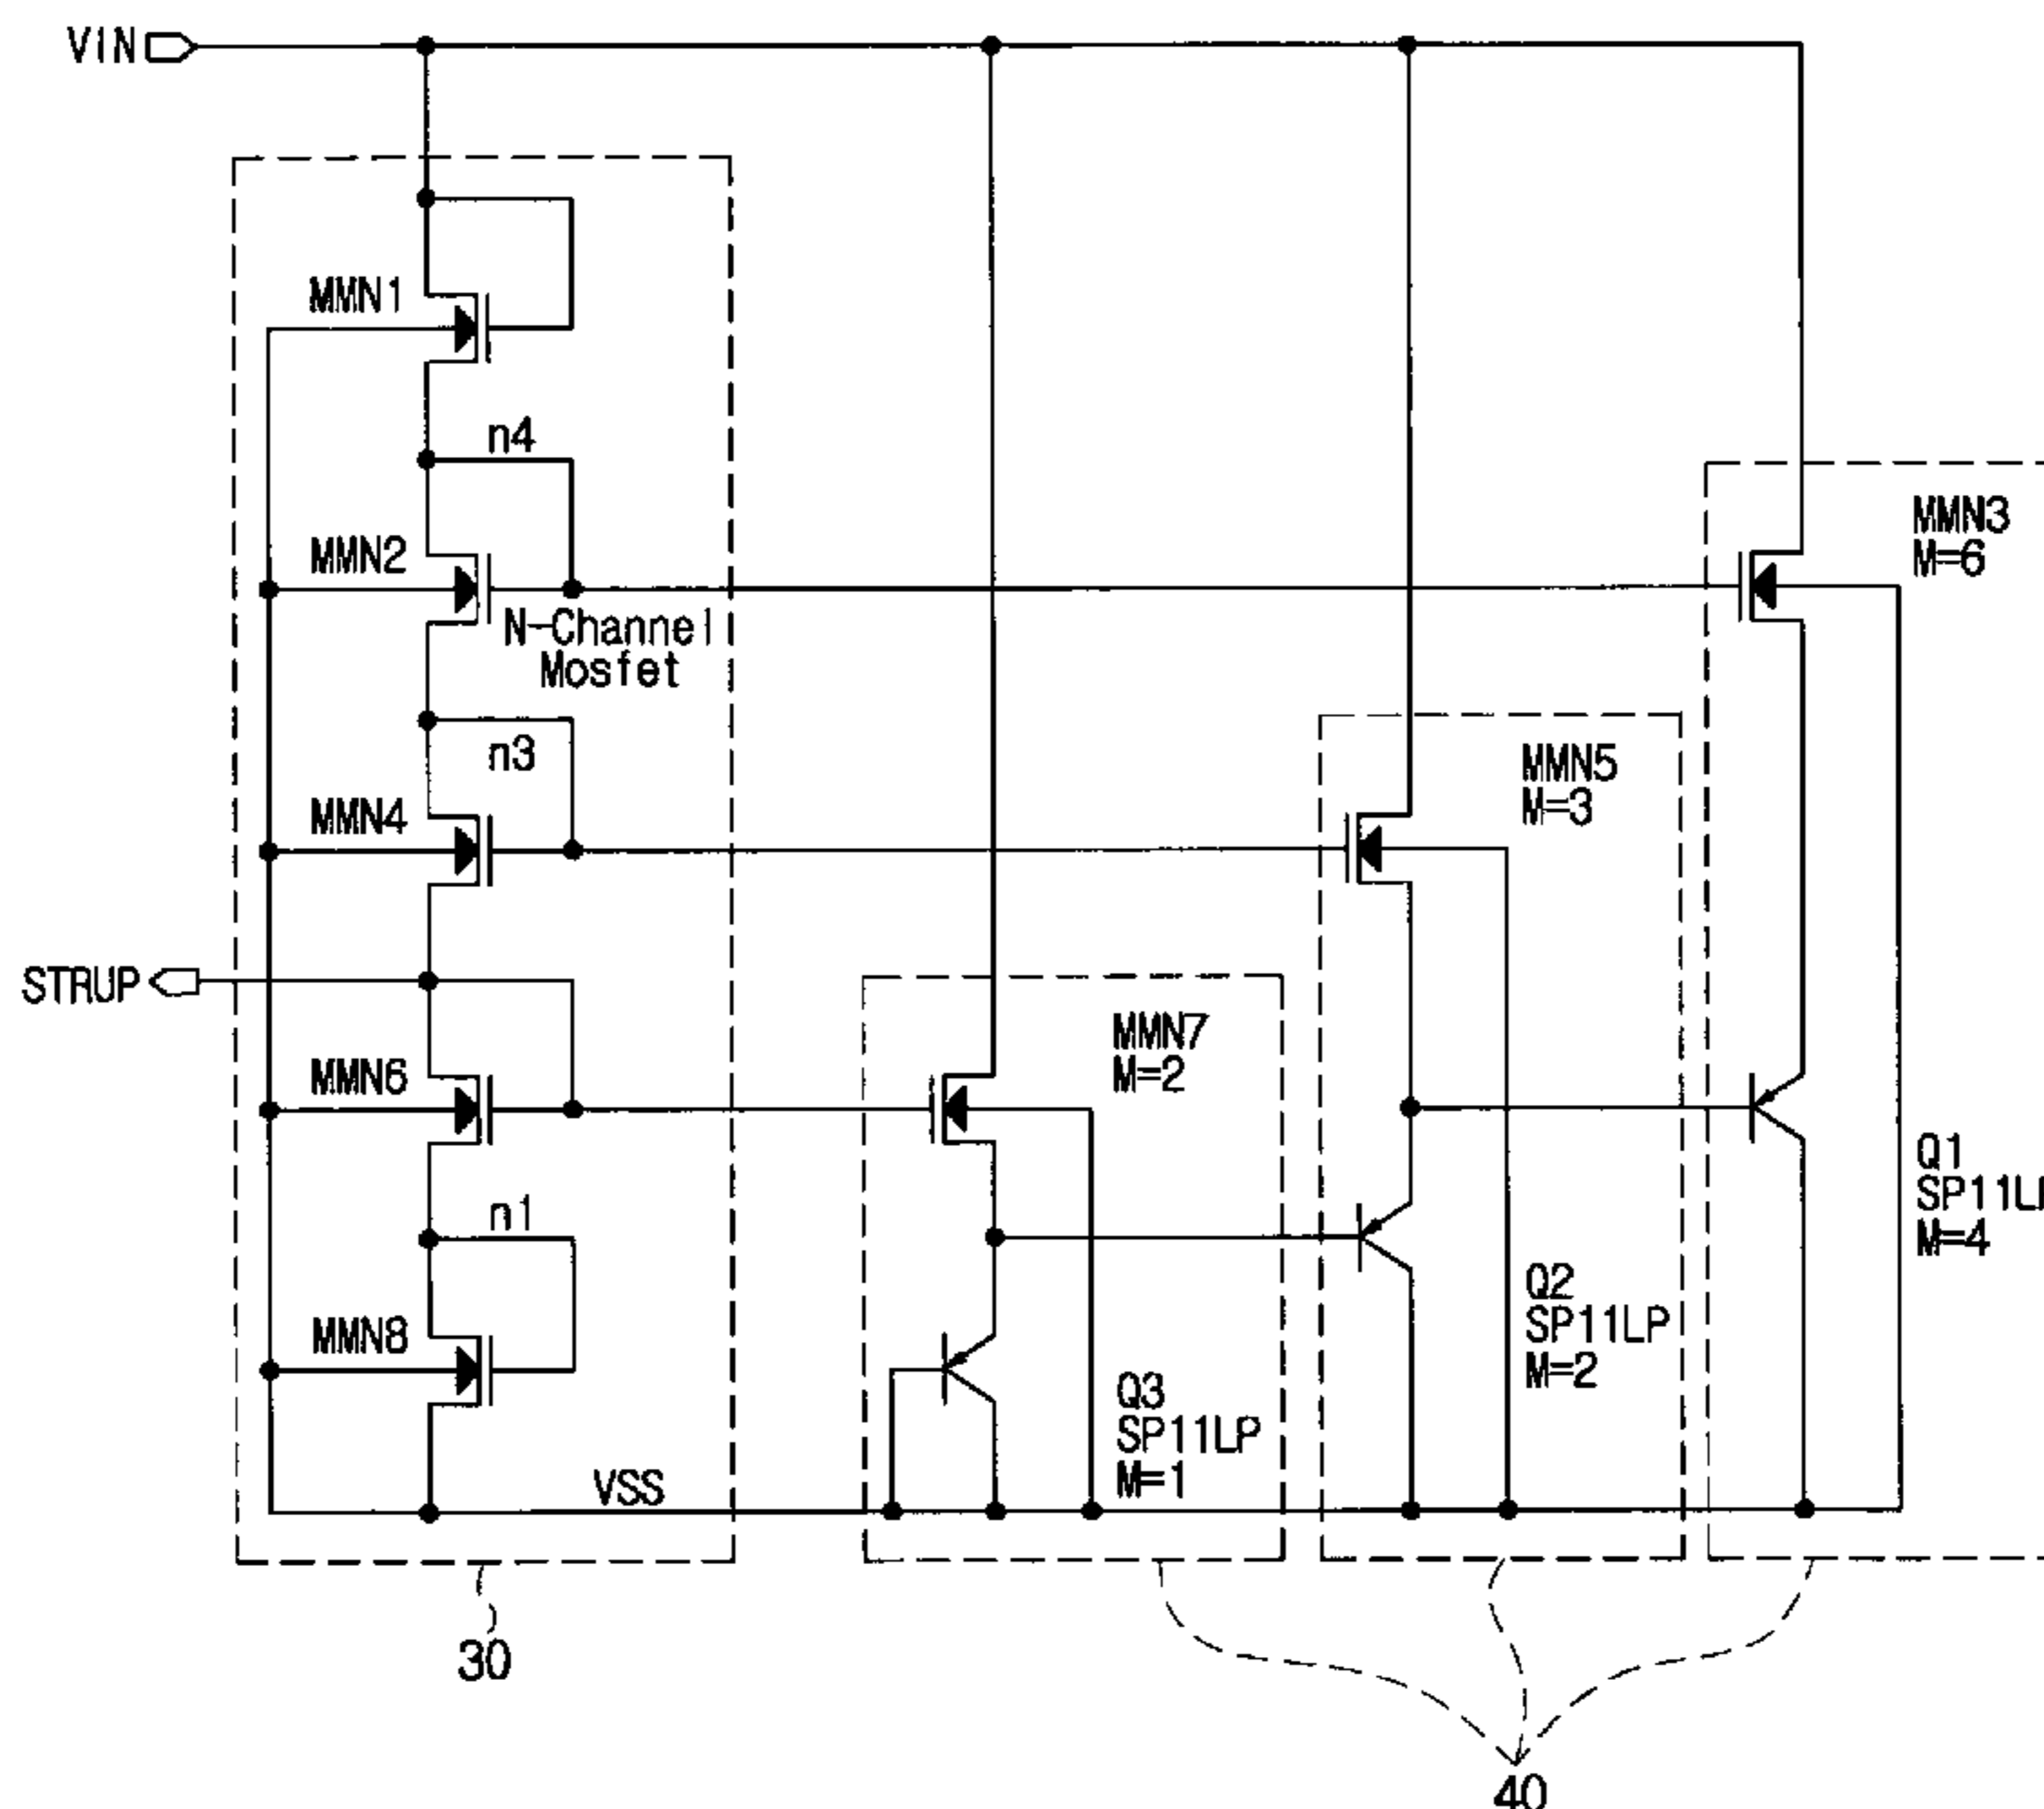 VIN
MMN1
n4
MMN2
N-Channel
Mosfet
MMN3
M=6
n3
MMN4
MMN5
M=3
STRUP
MMN6
MMN7
M=2
n1
MMN8
Q1
M=4
Q2
SP11LP
M=2
Q3
SP11LP
M=1
VSS
30
40